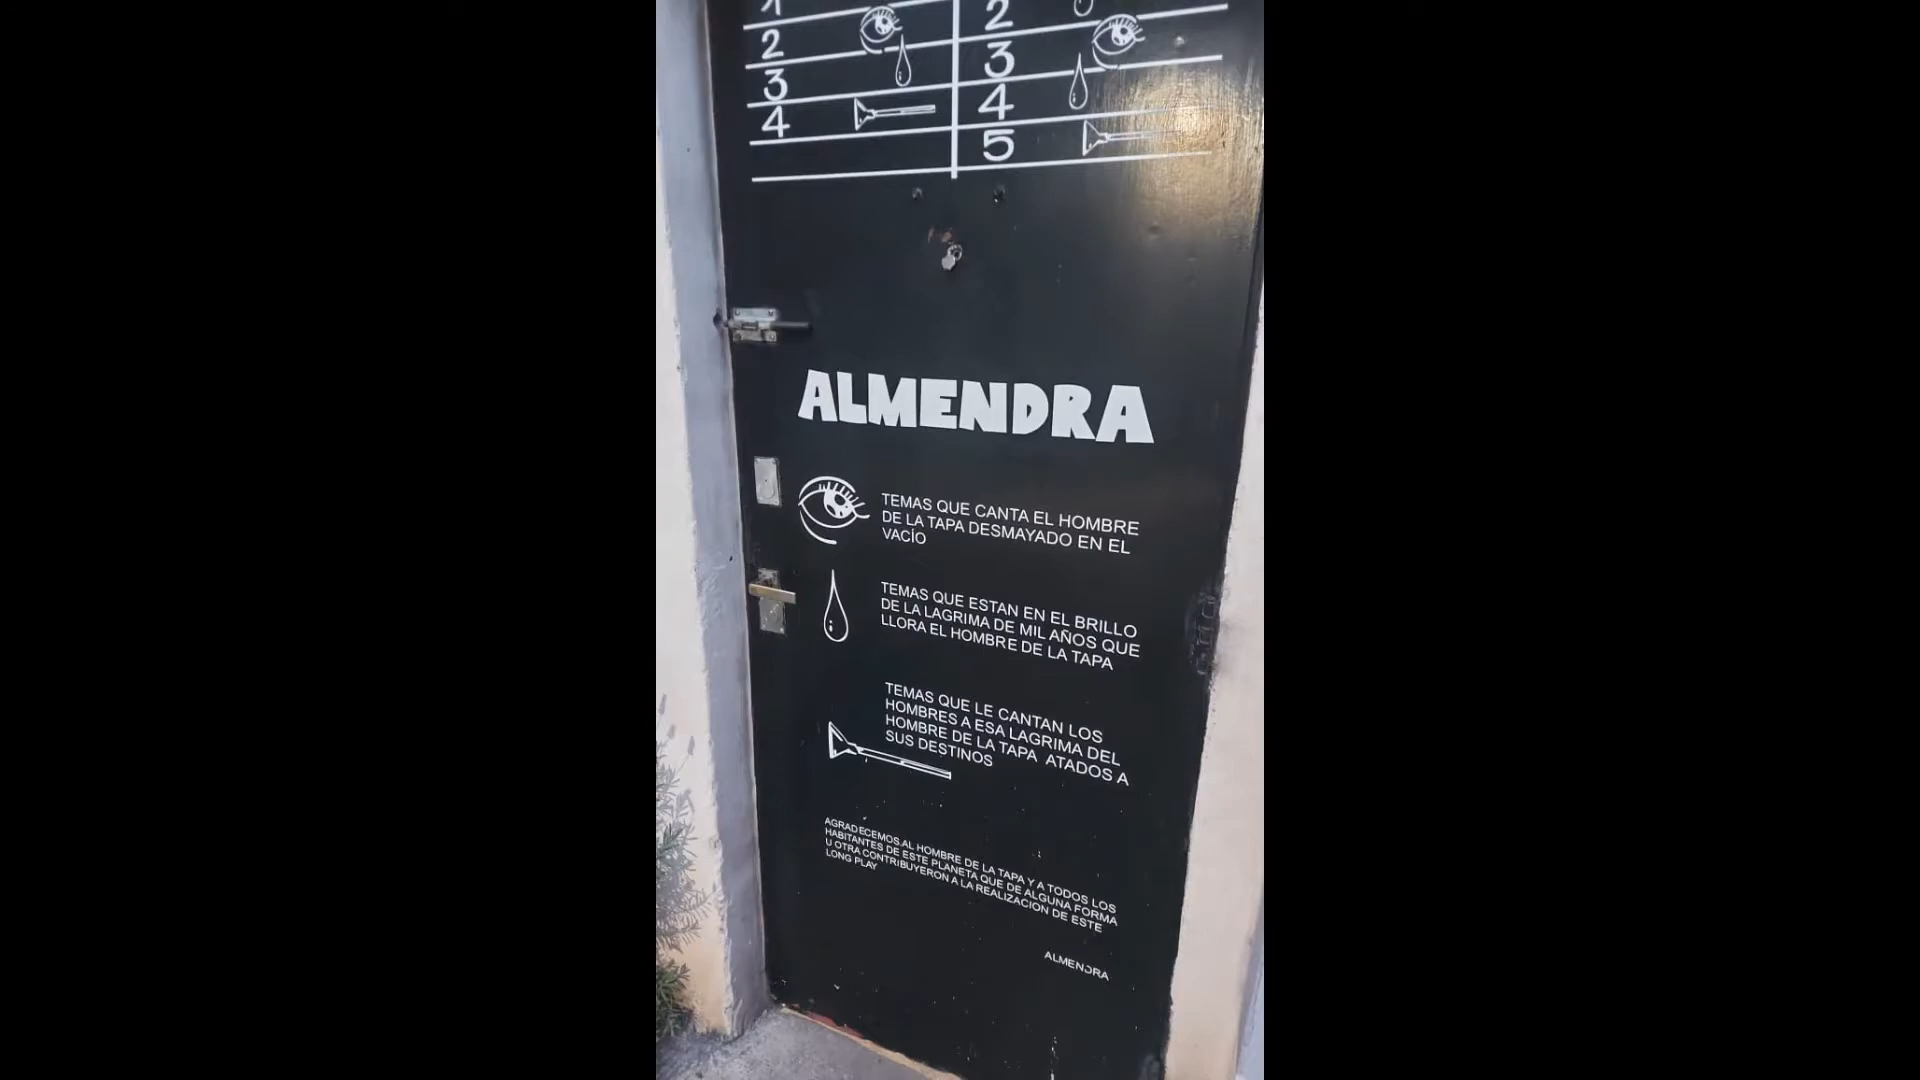 1
2
3
4
2
3
4
5
ALMENDRA
TEMAS QUE CANTA EL HOMBRE
DE LA TAPA DESMAYADO EN EL
VACÍO
TEMAS QUE ESTAN EN EL BRILLO
DE LA LAGRIMA DE MIL AÑOS QUE
LLORA EL HOMBRE DE LA TAPA
TEMAS QUE LE CANTAN LOS
HOMBRES A ESA LAGRIMA DEL
HOMBRE DE LA TAPA ATADOS A
SUS DESTINOS
AGRADECEMOS AL HOMBRE DE LA TAPA Y A TODOS LOS
HABITANTES DE ESTE PLANETA QUE DE ALGUNA FORMA
U OTRA CONTRIBUYERON A LA REALIZACION DE ESTE
LONG PLAY
ALMENDRA